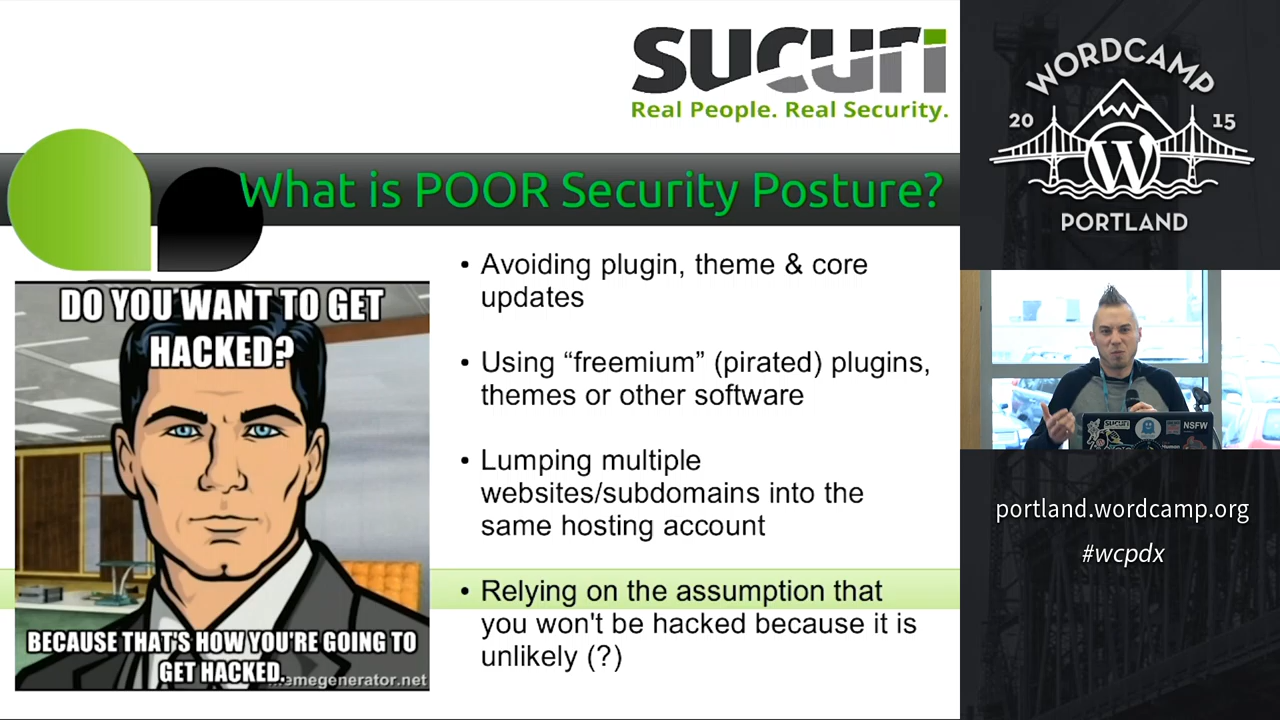 sucuri
Real People. Real Security.
What is POOR Security Posture?
DO YOU WANT TO GET
HACKED?
BECAUSE THAT'S HOW YOU'RE GOING TO
GET HACKED.
memegenerator.net
• Avoiding plugin, theme & core
updates
• Using “freemium” (pirated) plugins,
themes or other software
• Lumping multiple
websites/subdomains into the
same hosting account
• Relying on the assumption that
you won't be hacked because it is
unlikely (?)
WORDCAMP
20 15
W
PORTLAND
SUCURI
NSFW
portland.wordcamp.org
#wcpdx